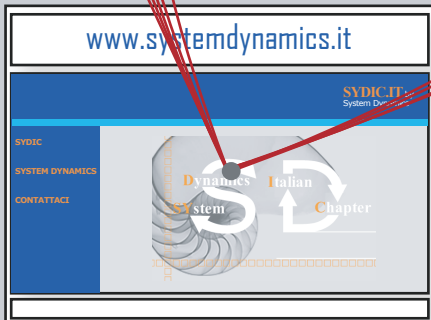 www.systemdynamics.it
SYDIC.IT
System Dynamics
SYDIC
SYSTEM DYNAMICS
CONTATTACI
Dynamics Italian
System Chapter